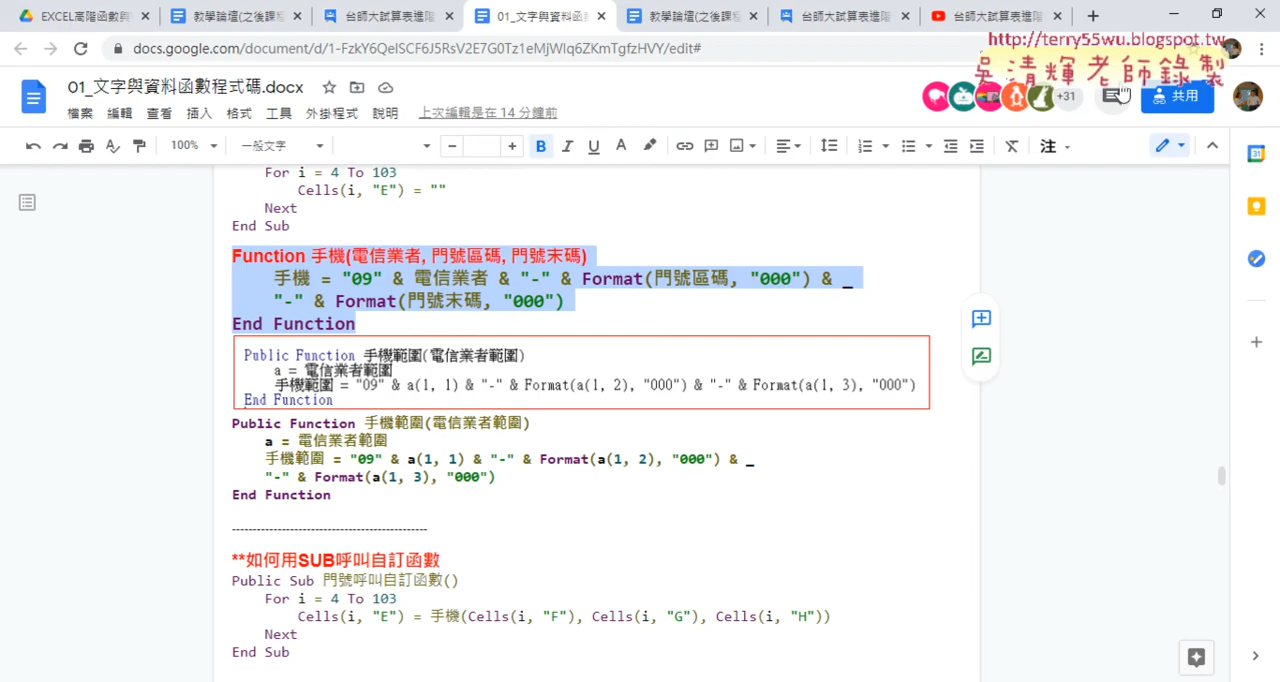 EXCEL高階函數與
教學論壇(之後課程
台師大試算表進階
01_文字與資料函
教學論壇(之後課程
台師大試算表進階
台師大試算表進階
docs.google.com/document/d/1-FzkY6QelSCF6J5RsV2E7G0Tz1eMjWIq6ZKmTgfzHVY/edit#
http://terry55wu.blogspot.tw
吳清輝老師錄製
01_文字與資料函數程式碼.docx
+31
共用
檔案 編輯 查看 插入 格式 工具 外掛程式 說明 上次編輯是在 14 分鐘前
100% 一般文字 B I U A 注
For i = 4 To 103
Cells(i, "E") = ""
Next
End Sub
Function 手機(電信業者, 門號區碼, 門號末碼)
手機 = "09" & 電信業者 & "-" & Format(門號區碼, "000") & _
"-" & Format(門號末碼, "000")
End Function
Public Function 手機範圍(電信業者範圍)
a = 電信業者範圍
手機範圍 = "09" & a(1, 1) & "-" & Format(a(1, 2), "000") & "-" & Format(a(1, 3), "000")
End Function
Public Function 手機範圍(電信業者範圍)
a = 電信業者範圍
手機範圍 = "09" & a(1, 1) & "-" & Format(a(1, 2), "000") & _
"-" & Format(a(1, 3), "000")
End Function
-----------------------------------------------
**如何用SUB呼叫自訂函數
Public Sub 門號呼叫自訂函數()
For i = 4 To 103
Cells(i, "E") = 手機(Cells(i, "F"), Cells(i, "G"), Cells(i, "H"))
Next
End Sub